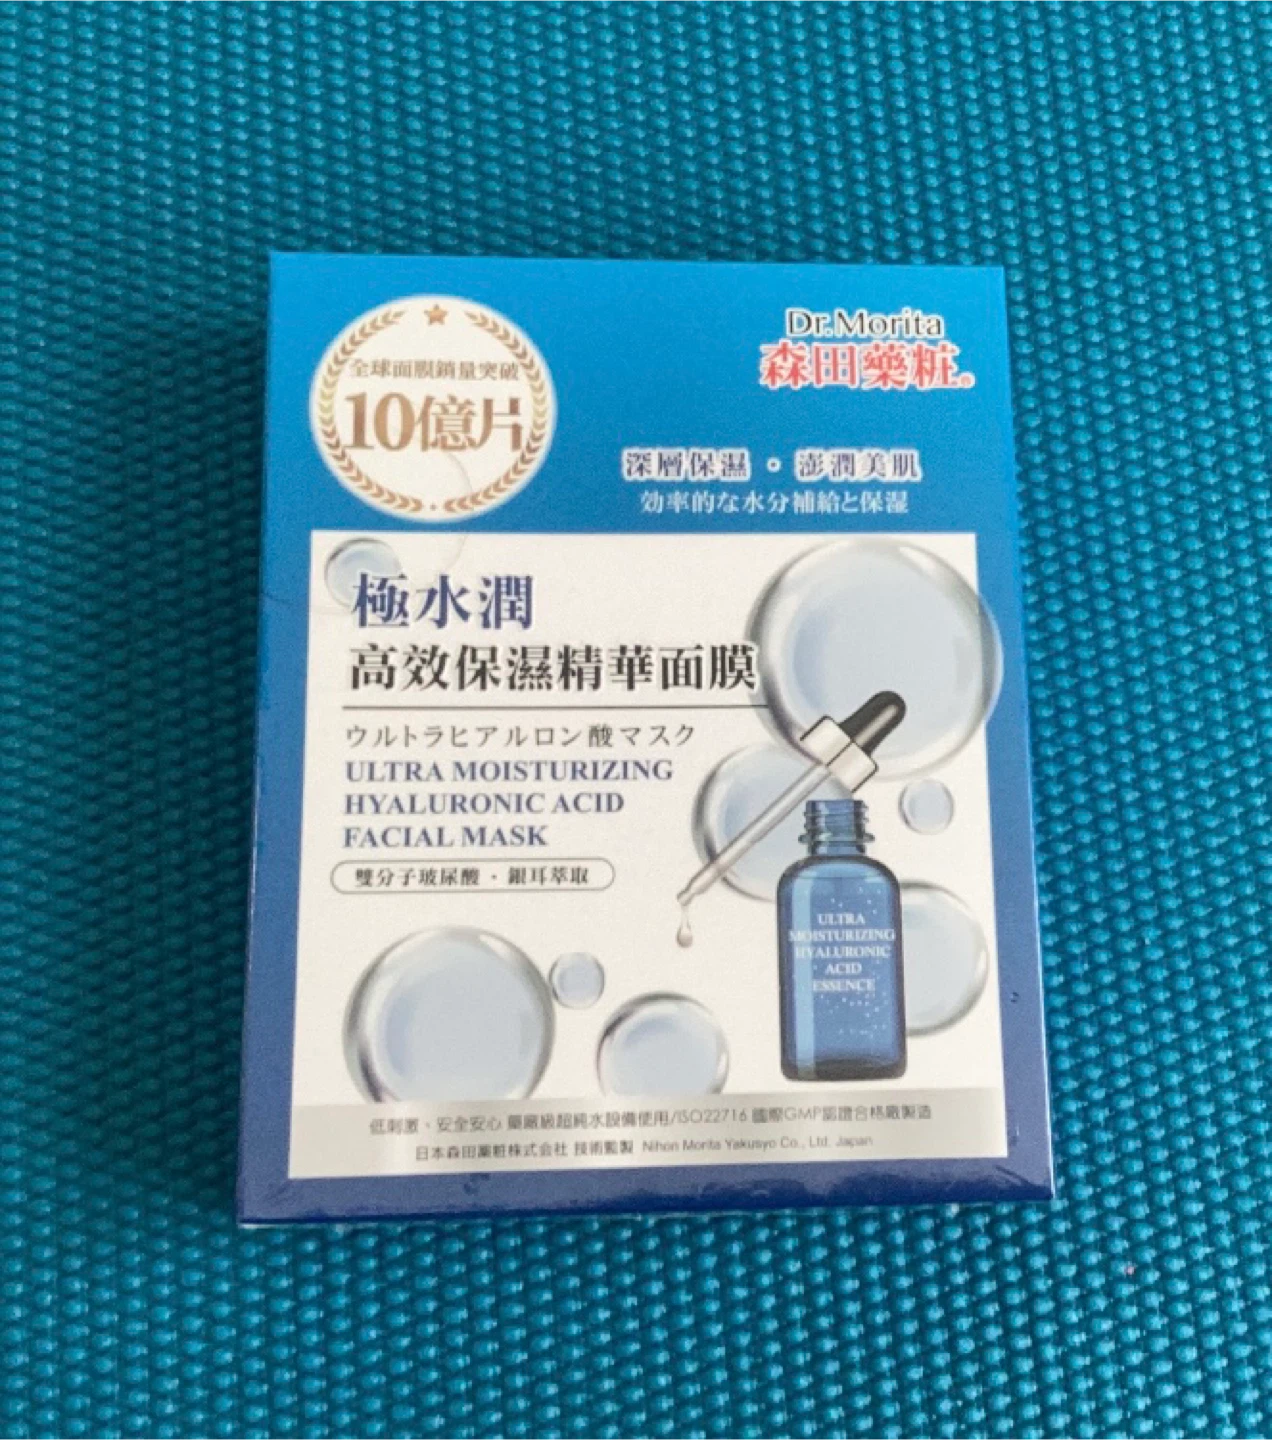 全球面膜銷量突破
10億片
Dr.Morita
森田藥粧®
深層保濕・澎潤美肌
効率的な水分補給と保湿
極水潤
高效保濕精華面膜
ウルトラヒアルロン酸マスク
ULTRA MOISTURIZING
HYALURONIC ACID
FACIAL MASK
雙分子玻尿酸・銀耳萃取
ULTRA
MOISTURIZING
HYALURONIC
ACID
ESSENCE
低刺激、安全安心 藥廠級超純水設備使用/ISO22716 國際GMP認證合格廠製造
日本森田薬粧株式会社 技術監製 Nihon Morita Yakusyo Co., Ltd. Japan